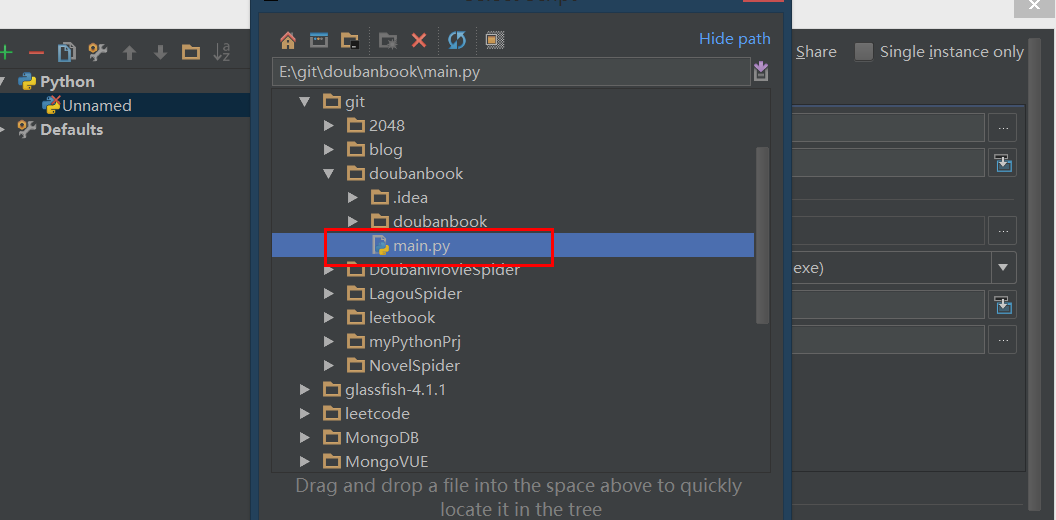 Hide path
Share
Single instance only
E:\git\doubanbook\main.py
Python
Unnamed
Defaults
git
2048
blog
doubanbook
.idea
doubanbook
main.py
DoubanMovieSpider
LagouSpider
leetbook
myPythonPrj
NovelSpider
glassfish-4.1.1
leetcode
MongoDB
MongoVUE
exe)
Drag and drop a file into the space above to quickly
locate it in the tree